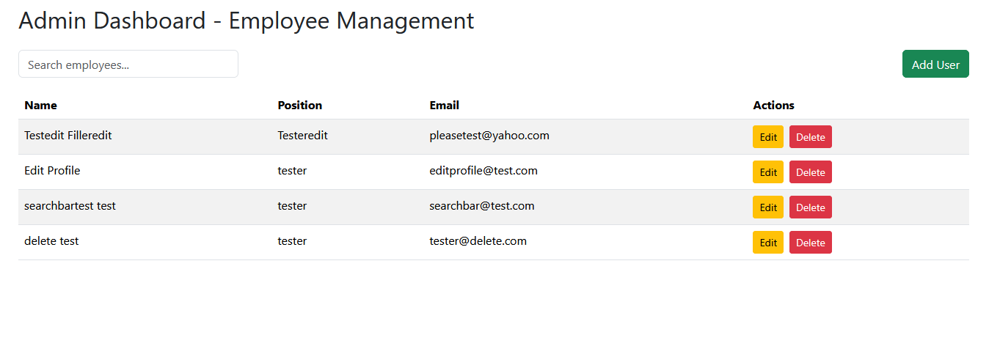 Admin Dashboard - Employee Management
Search employees...
Add User
Name Position Email Actions
Testedit Filleredit Testeredit pleasetest@yahoo.com Edit Delete
Edit Profile tester editprofile@test.com Edit Delete
searchbartest test tester searchbar@test.com Edit Delete
delete test tester tester@delete.com Edit Delete